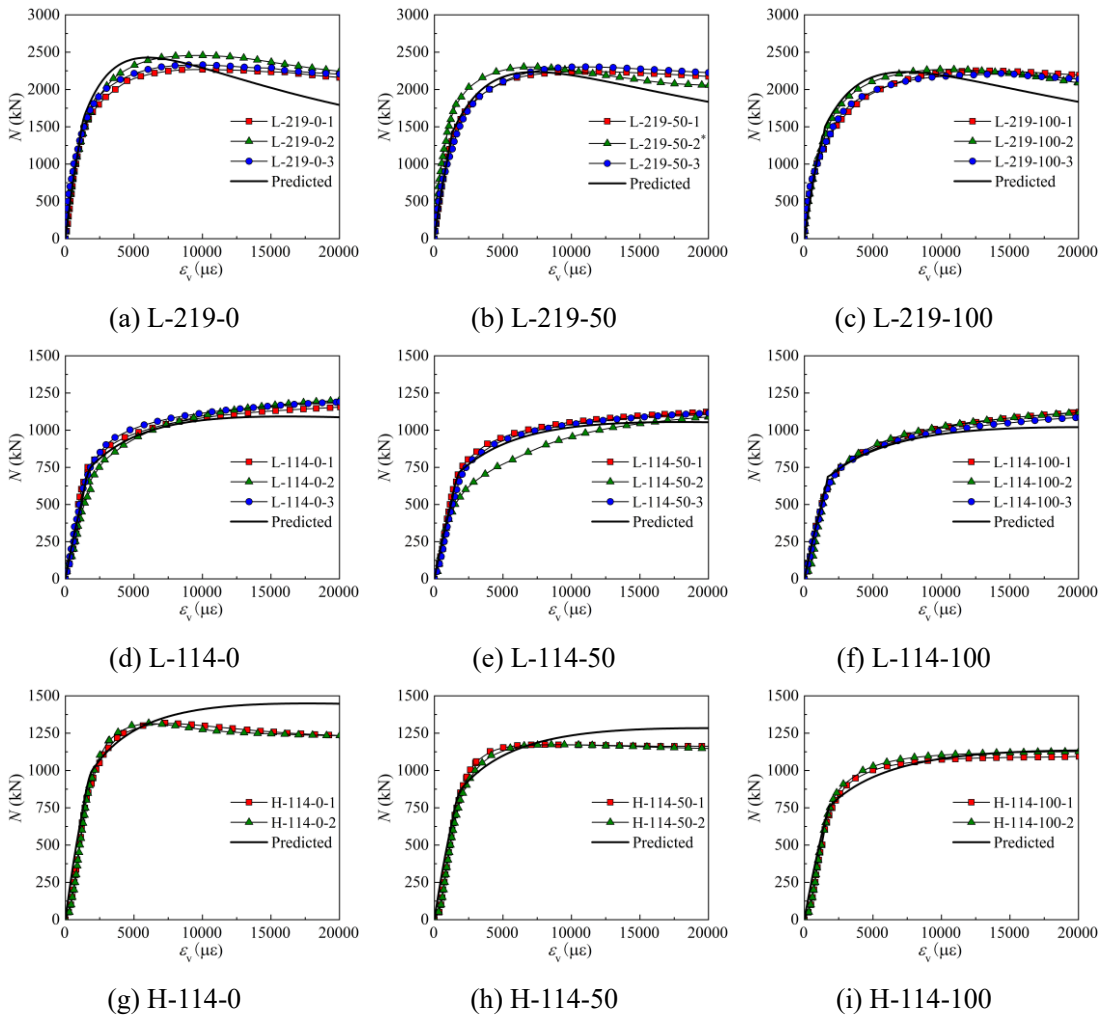 3000
2500
2000
1500
1000
500
0
N (kN)
L-219-0-1
L-219-0-2
L-219-0-3
Predicted
0 5000 10000 15000 20000
εv (με)
(a) L-219-0
3000
2500
2000
1500
1000
500
0
N (kN)
L-219-50-1
L-219-50-2*
L-219-50-3
Predicted
0 5000 10000 15000 20000
εv (με)
(b) L-219-50
3000
2500
2000
1500
1000
500
0
N (kN)
L-219-100-1
L-219-100-2
L-219-100-3
Predicted
0 5000 10000 15000 20000
εv (με)
(c) L-219-100
1500
1250
1000
750
500
250
0
N (kN)
L-114-0-1
L-114-0-2
L-114-0-3
Predicted
0 5000 10000 15000 20000
εv (με)
(d) L-114-0
1500
1250
1000
750
500
250
0
N (kN)
L-114-50-1
L-114-50-2
L-114-50-3
Predicted
0 5000 10000 15000 20000
εv (με)
(e) L-114-50
1500
1250
1000
750
500
250
0
N (kN)
L-114-100-1
L-114-100-2
L-114-100-3
Predicted
0 5000 10000 15000 20000
εv (με)
(f) L-114-100
1500
1250
1000
750
500
250
0
N (kN)
H-114-0-1
H-114-0-2
Predicted
0 5000 10000 15000 20000
εv (με)
(g) H-114-0
1500
1250
1000
750
500
250
0
N (kN)
H-114-50-1
H-114-50-2
Predicted
0 5000 10000 15000 20000
εv (με)
(h) H-114-50
1500
1250
1000
750
500
250
0
N (kN)
H-114-100-1
H-114-100-2
Predicted
0 5000 10000 15000 20000
εv (με)
(i) H-114-100